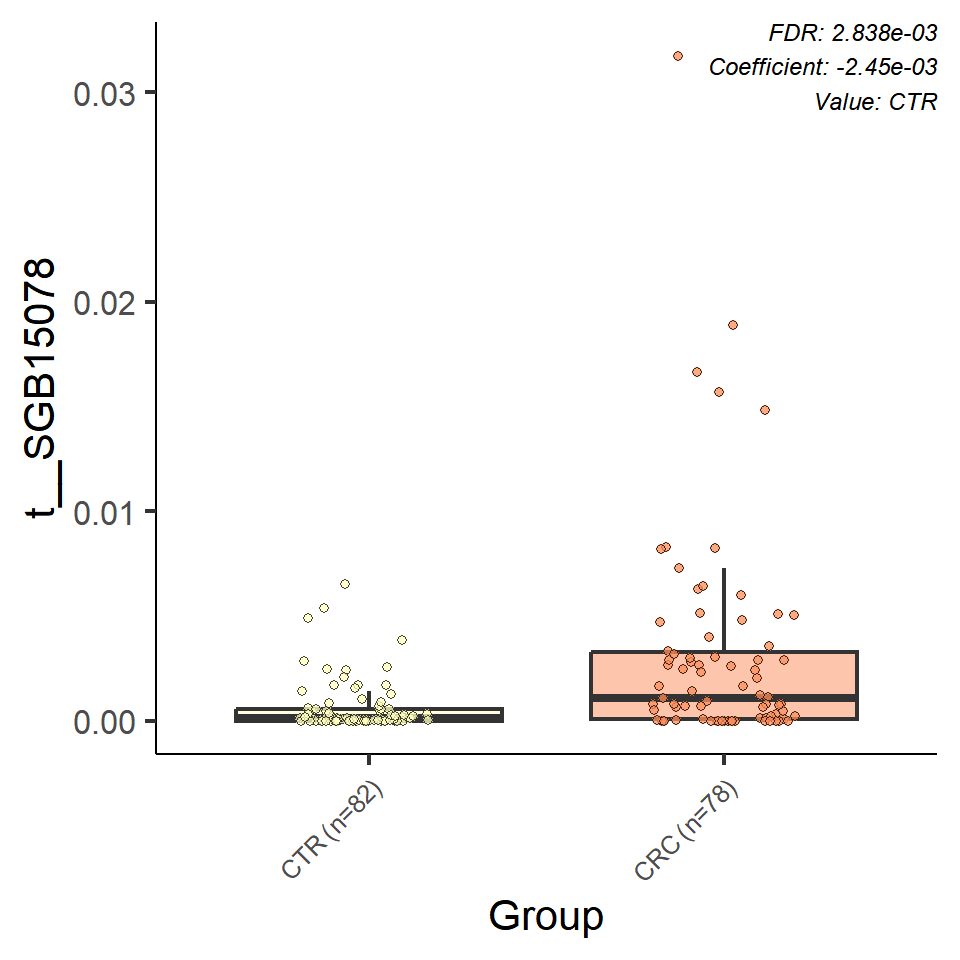 FDR: 2.838e-03
Coefficient: -2.45e-03
Value: CTR
t__SGB15078
0.03
0.02
0.01
0.00
CTR (n=82)
CRC (n=78)
Group